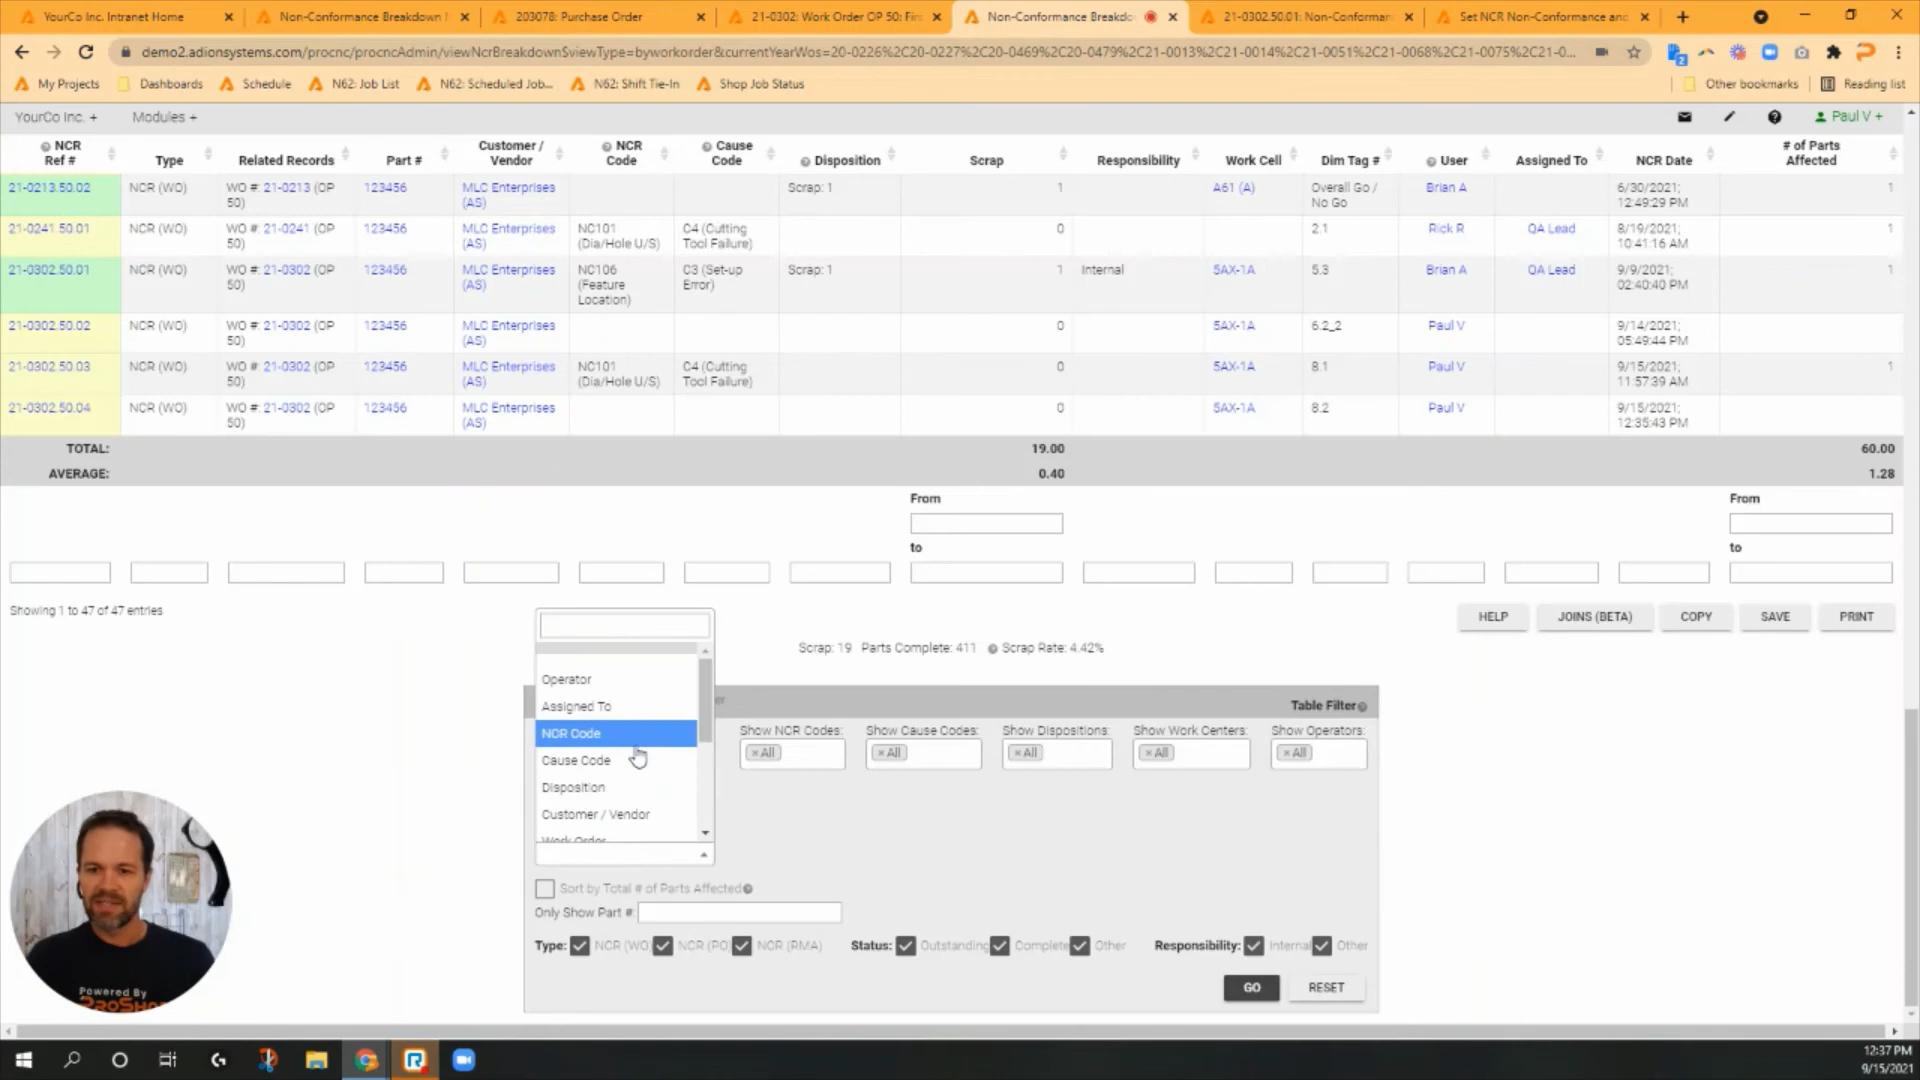 YourCo Inc. Intranet Home
Non-Conformance Breakdown
203078: Purchase Order
21-0302: Work Order OP 50: Fir
Non-Conformance Breakdo
21-0302.50.01: Non-Conforman
Set NCR Non-Conformance and
demo2.adionsystems.com/procnc/procncAdmin/viewNcrBreakdown$viewType=byworkorder&currentYearWos=20-0226%2C20-0227%2C20-0469%2C20-0479%2C21-0013%2C21-0014%2C21-0051%2C21-0068%2C21-0075%2C21-0...
My Projects Dashboards Schedule N62: Job List N62: Scheduled Job... N62: Shift Tie-In Shop Job Status Other bookmarks Reading list
YourCo Inc. + Modules + Paul V +
NCR Ref # Type Related Records Part # Customer / Vendor NCR Code Cause Code Disposition Scrap Responsibility Work Cell Dim Tag # User Assigned To NCR Date # of Parts Affected
21-0213.50.02 NCR (WO) WO #: 21-0213 (OP 50) 123456 MLC Enterprises (AS) Scrap: 1 1 A61 (A) Overall Go / No Go Brian A 6/30/2021; 12:49:29 PM 1
21-0241.50.01 NCR (WO) WO #: 21-0241 (OP 50) 123456 MLC Enterprises (AS) NC101 (Dia/Hole U/S) C4 (Cutting Tool Failure) 0 2.1 Rick R QA Lead 8/19/2021; 10:41:16 AM 1
21-0302.50.01 NCR (WO) WO #: 21-0302 (OP 50) 123456 MLC Enterprises (AS) NC106 (Feature Location) C3 (Set-up Error) Scrap: 1 1 Internal 5AX-1A 5.3 Brian A QA Lead 9/9/2021; 02:40:40 PM 1
21-0302.50.02 NCR (WO) WO #: 21-0302 (OP 50) 123456 MLC Enterprises (AS) 0 5AX-1A 6.2_2 Paul V 9/14/2021; 05:49:44 PM
21-0302.50.03 NCR (WO) WO #: 21-0302 (OP 50) 123456 MLC Enterprises (AS) NC101 (Dia/Hole U/S) C4 (Cutting Tool Failure) 0 5AX-1A 8.1 Paul V 9/15/2021; 11:57:39 AM 1
21-0302.50.04 NCR (WO) WO #: 21-0302 (OP 50) 123456 MLC Enterprises (AS) 0 5AX-1A 8.2 Paul V 9/15/2021; 12:35:43 PM
TOTAL: 19.00 60.00
AVERAGE: 0.40 1.28
From From
to to
Showing 1 to 47 of 47 entries
HELP JOINS (BETA) COPY SAVE PRINT
Scrap: 19 Parts Complete: 411 Scrap Rate: 4.42%
Operator
Assigned To
NCR Code
Cause Code
Disposition
Customer / Vendor
Work Order
Table Filter
Show NCR Codes: Show Cause Codes: Show Dispositions: Show Work Centers: Show Operators:
×All ×All ×All ×All ×All
Sort by Total # of Parts Affected
Only Show Part #:
Type: NCR (WO) NCR (PO) NCR (RMA) Status: Outstanding Complete Other Responsibility: Internal Other
GO RESET
Powered By
ProSho
12:37 PM
9/15/2021